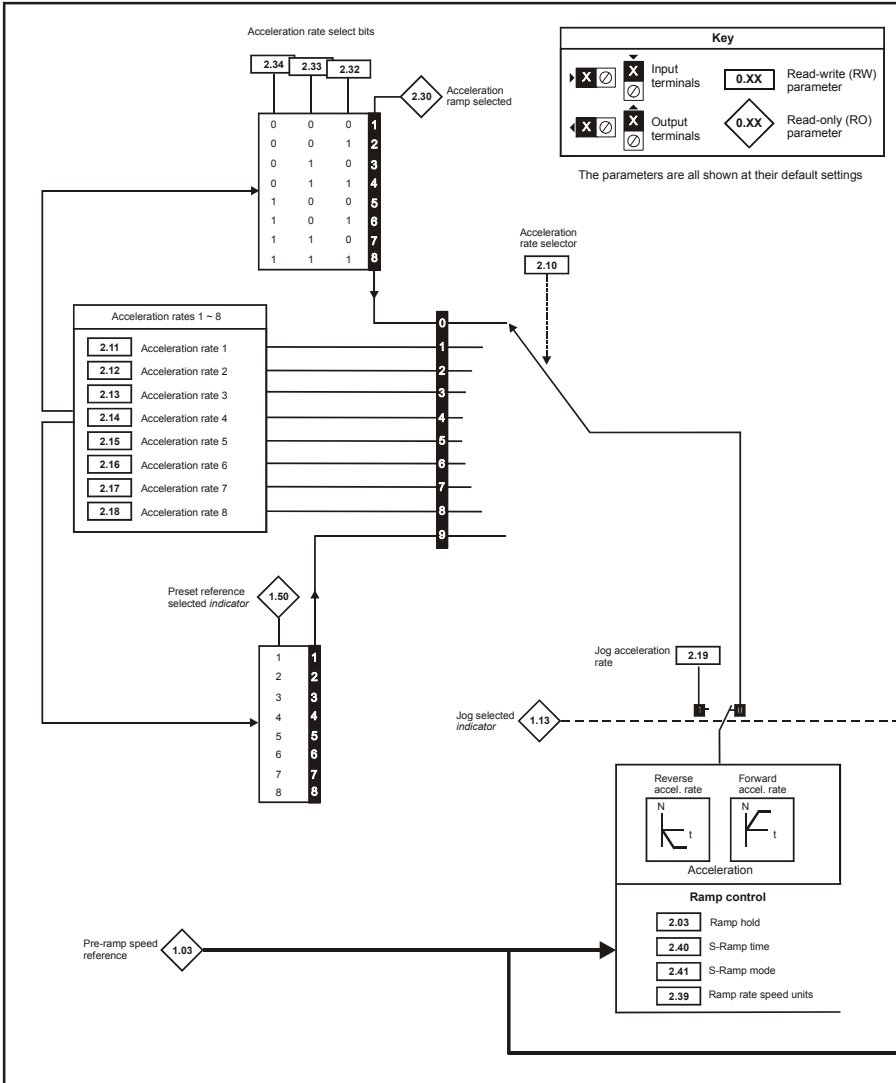 Acceleration rate select bits
2.34 2.33 2.32
2.30
Acceleration
ramp selected
0 0 0 1
0 0 1 2
0 1 0 3
0 1 1 4
1 0 0 5
1 0 1 6
1 1 0 7
1 1 1 8
Key
X
Input
terminals
X
0.XX
Read-write (RW)
parameter
X
Output
terminals
X
0.XX
Read-only (RO)
parameter
The parameters are all shown at their default settings
Acceleration
rate selector
2.10
Acceleration rates 1 ~ 8
2.11 Acceleration rate 1
2.12 Acceleration rate 2
2.13 Acceleration rate 3
2.14 Acceleration rate 4
2.15 Acceleration rate 5
2.16 Acceleration rate 6
2.17 Acceleration rate 7
2.18 Acceleration rate 8
0
1
2
3
4
5
6
7
8
9
Preset reference
selected indicator
1.50
1 1
2 2
3 3
4 4
5 5
6 6
7 7
8 8
Jog acceleration
rate
2.19
Jog selected
indicator
1.13
Reverse
accel. rate
Forward
accel. rate
N
t
N
t
Acceleration
Ramp control
2.03 Ramp hold
2.40 S-Ramp time
2.41 S-Ramp mode
2.39 Ramp rate speed units
Pre-ramp speed
reference
1.03